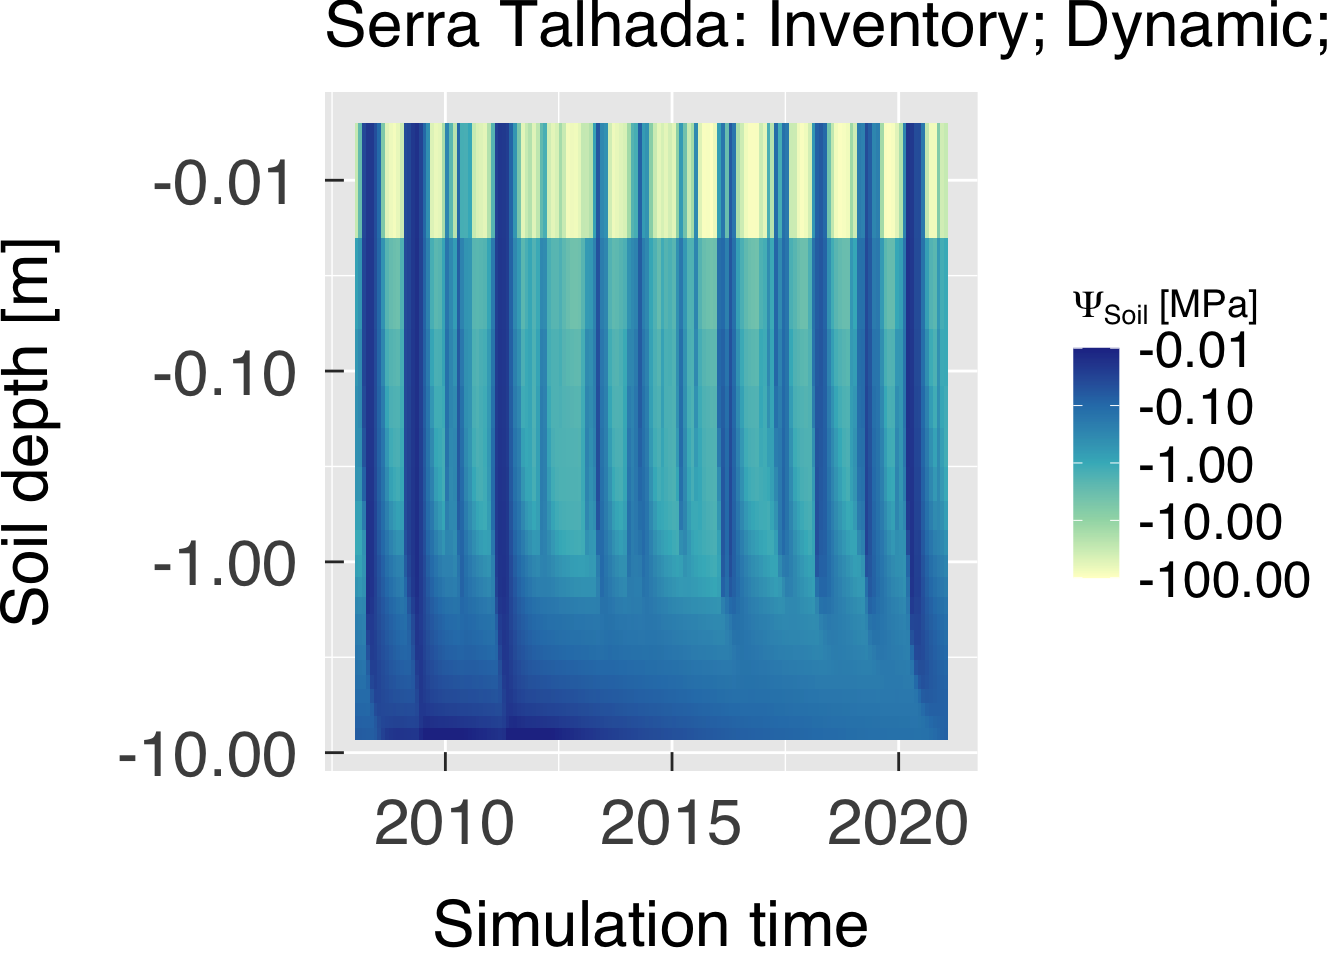 Serra Talhada: Inventory; Dynamic;
Soil depth [m]
-0.01
-0.10
-1.00
-10.00
2010 2015 2020
Simulation time
ΨSoil [MPa]
-0.01
-0.10
-1.00
-10.00
-100.00